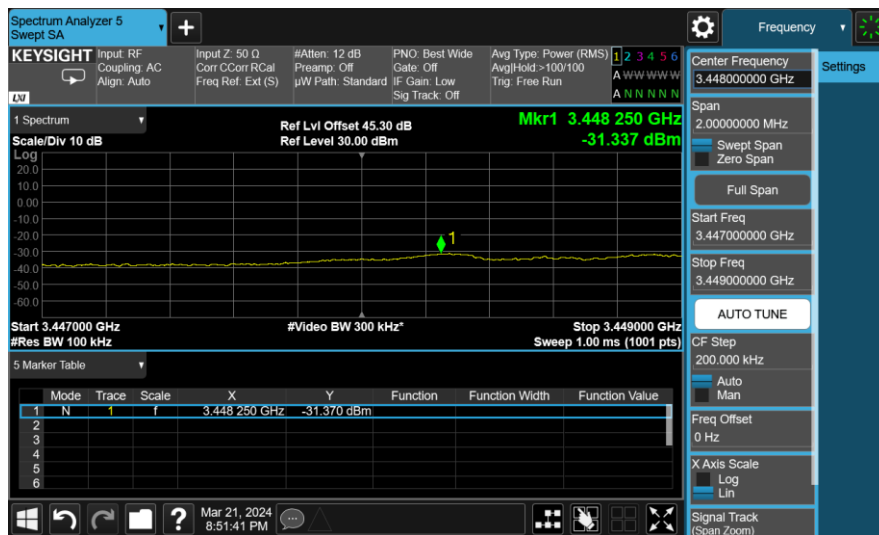 Spectrum Analyzer 5
Swept SA
+
Frequency
KEYSIGHT
LXI
Input: RF
Coupling: AC
Align: Auto
Input Z: 50 Ω
Corr CCorr RCal
Freq Ref: Ext (S)
#Atten: 12 dB
Preamp: Off
µW Path: Standard
PNO: Best Wide
Gate: Off
IF Gain: Low
Sig Track: Off
Avg Type: Power (RMS)
Avg|Hold:>100/100
Trig: Free Run
1 2 3 4 5 6
A W W W W W
A N N N N N
1 Spectrum
Scale/Div 10 dB
Ref Lvl Offset 45.30 dB
Ref Level 30.00 dBm
Mkr1 3.448 250 GHz
-31.337 dBm
Log
20.0
10.0
0.00
-10.0
-20.0
-30.0
-40.0
-50.0
-60.0
1
Start 3.447000 GHz
#Res BW 100 kHz
#Video BW 300 kHz*
Stop 3.449000 GHz
Sweep 1.00 ms (1001 pts)
5 Marker Table
Mode Trace Scale X Y Function Function Width Function Value
1 N 1 f 3.448 250 GHz -31.370 dBm
2
3
4
5
6
?
Mar 21, 2024
8:51:41 PM
Center Frequency
3.448000000 GHz
Span
2.00000000 MHz
Swept Span
Zero Span
Full Span
Start Freq
3.447000000 GHz
Stop Freq
3.449000000 GHz
AUTO TUNE
CF Step
200.000 kHz
Auto
Man
Freq Offset
0 Hz
X Axis Scale
Log
Lin
Signal Track
(Span Zoom)
Settings